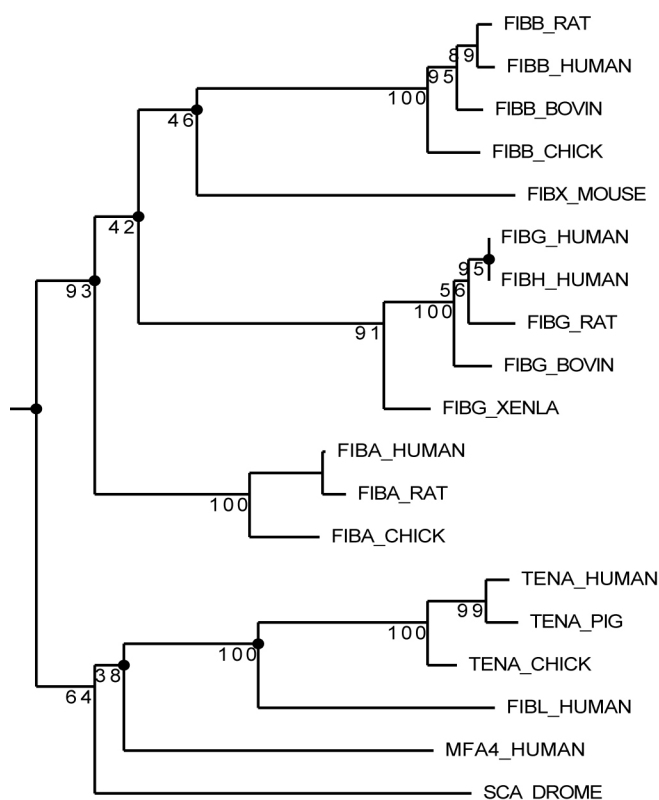 FIBB_RAT
89
FIBB_HUMAN
95
100
FIBB_BOVIN
46
FIBB_CHICK
FIBX_MOUSE
42
FIBG_HUMAN
95
FIBH_HUMAN
93
56
100
FIBG_RAT
91
FIBG_BOVIN
FIBG_XENLA
FIBA_HUMAN
FIBA_RAT
100
FIBA_CHICK
TENA_HUMAN
99
TENA_PIG
100
100
TENA_CHICK
38
64
FIBL_HUMAN
MFA4_HUMAN
SCA_DROME